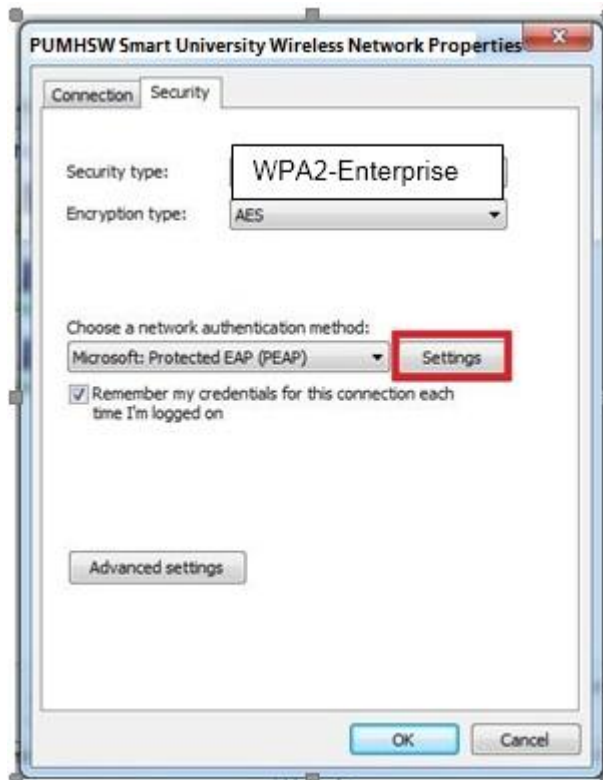 PUMHSW Smart University Wireless Network Properties
Connection Security
Security type: WPA2-Enterprise
Encryption type: AES
Choose a network authentication method:
Microsoft: Protected EAP (PEAP) Settings
Remember my credentials for this connection each
time I'm logged on
Advanced settings
OK Cancel